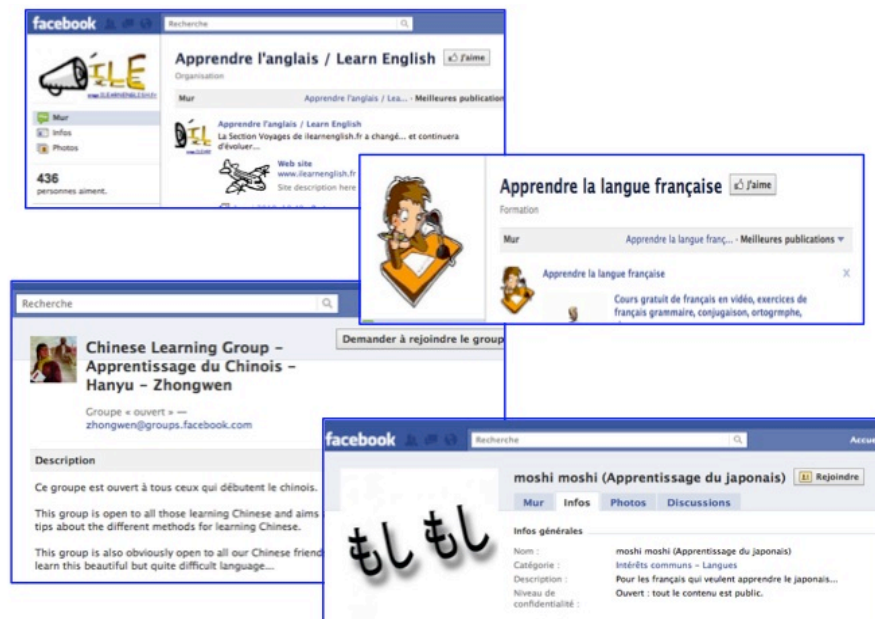 facebook
Recherche
ILE
Apprendre l'anglais / Learn English
J'aime
Organisation
Mur
Apprendre l'anglais / Lea... · Meilleures publication
Mur
Infos
Photos
436
personnes aiment.
Apprendre l'anglais / Learn English
La Section Voyages de ilearnenglish.fr a changé... et continuera
d'évoluer...
Web site
www.ilearnenglish.fr
Site description here
Apprendre la langue française
J'aime
Formation
Mur
Apprendre la langue franç... · Meilleures publications
Apprendre la langue française
X
Cours gratuit de français en vidéo, exercices de
français grammaire, conjugaison, ortogrmphe,
Recherche
Demander à rejoindre le group
Chinese Learning Group –
Apprentissage du Chinois –
Hanyu – Zhongwen
Groupe « ouvert » —
zhongwen@groups.facebook.com
Description
Ce groupe est ouvert à tous ceux qui débutent le chinois.
This group is open to all those learning Chinese and aims
tips about the different methods for learning Chinese.
This group is also obviously open to all our Chinese friend
learn this beautiful but quite difficult language...
facebook
Recherche
Accue
もしもし
moshi moshi (Apprentissage du japonais)
Rejoindre
Mur Infos Photos Discussions
Infos générales
Nom : moshi moshi (Apprentissage du japonais)
Catégorie : Intérêts communs – Langues
Description : Pour les français qui veulent apprendre le japonais...
Niveau de Ouvert : tout le contenu est public.
confidentialité :